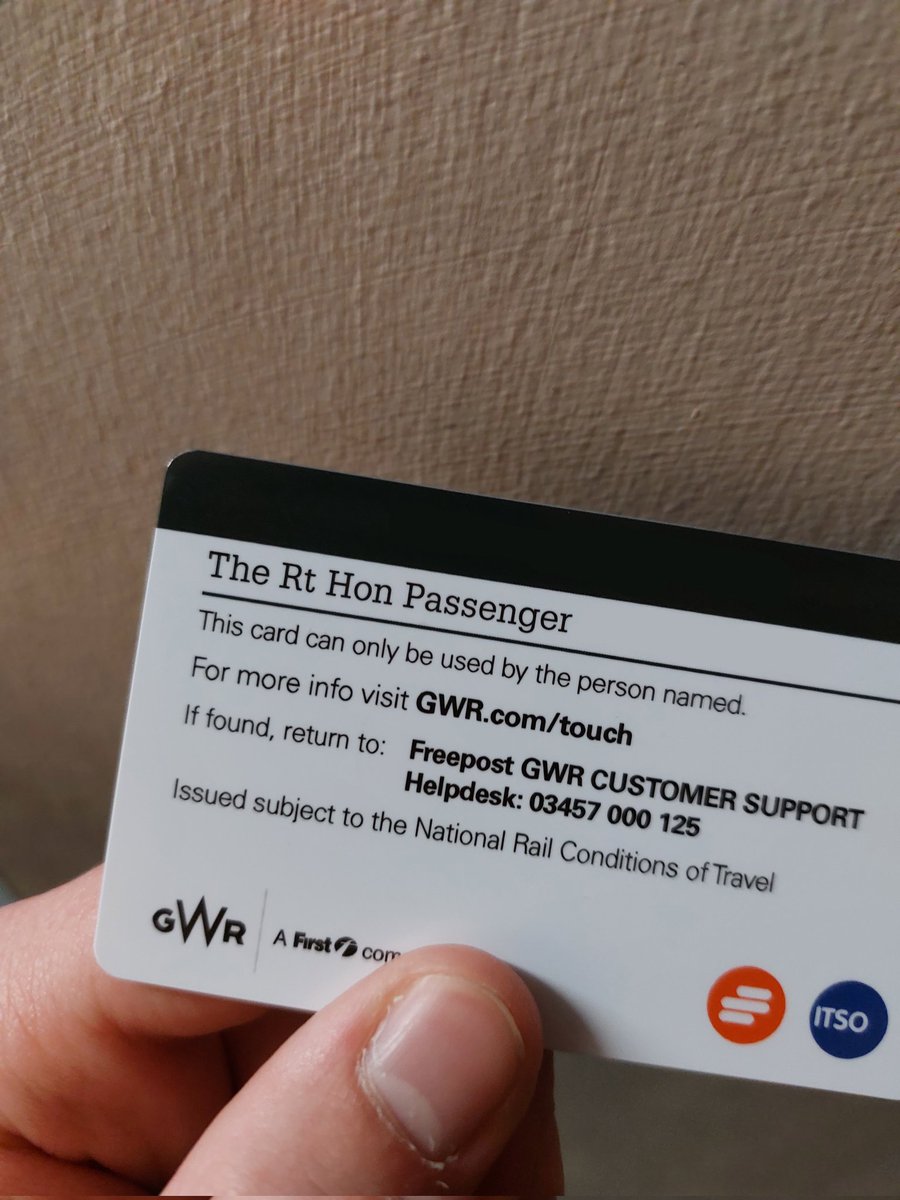 The Rt Hon Passenger
This card can only be used by the person named.
For more info visit GWR.com/touch
If found, return to: Freepost GWR CUSTOMER SUPPORT
Helpdesk: 03457 000 125
Issued subject to the National Rail Conditions of Travel
GWR A First com
ITSO